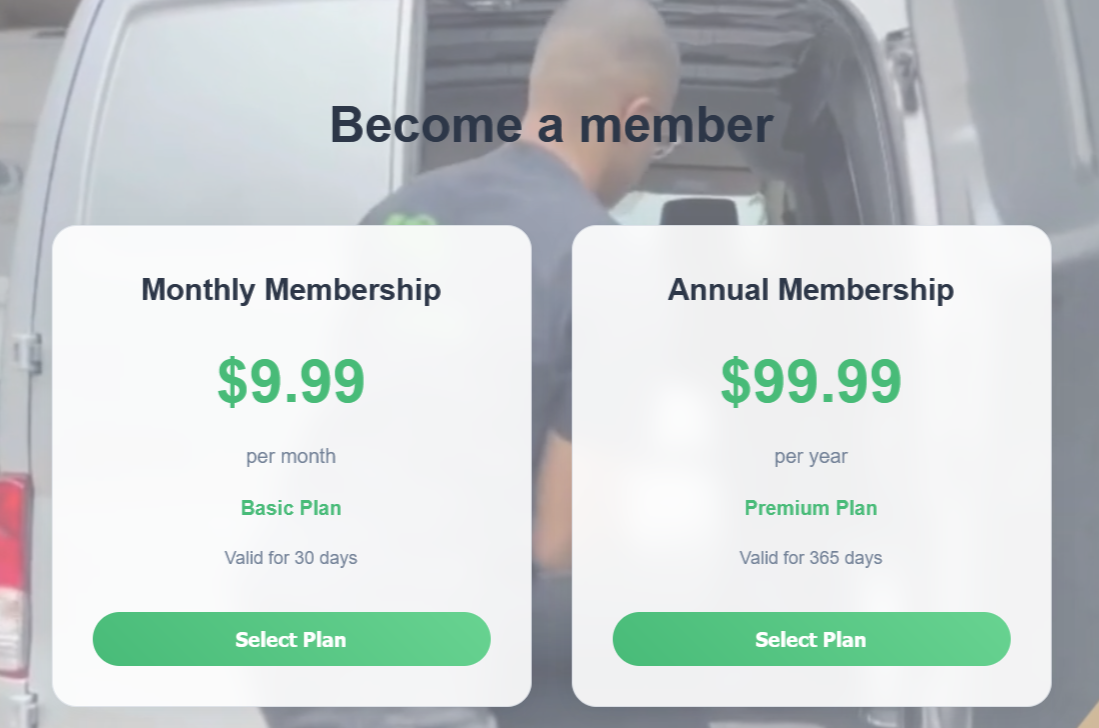 Become a member
Monthly Membership
$9.99
per month
Basic Plan
Valid for 30 days
Select Plan
Annual Membership
$99.99
per year
Premium Plan
Valid for 365 days
Select Plan